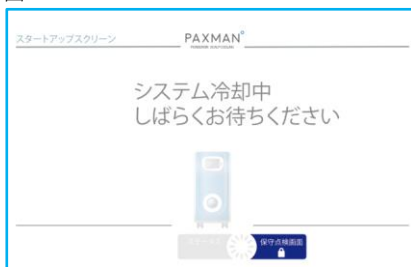 スタートアップスクリーン
PAXMAN
システム冷却中
しばらくお待ちください
保守点検画面